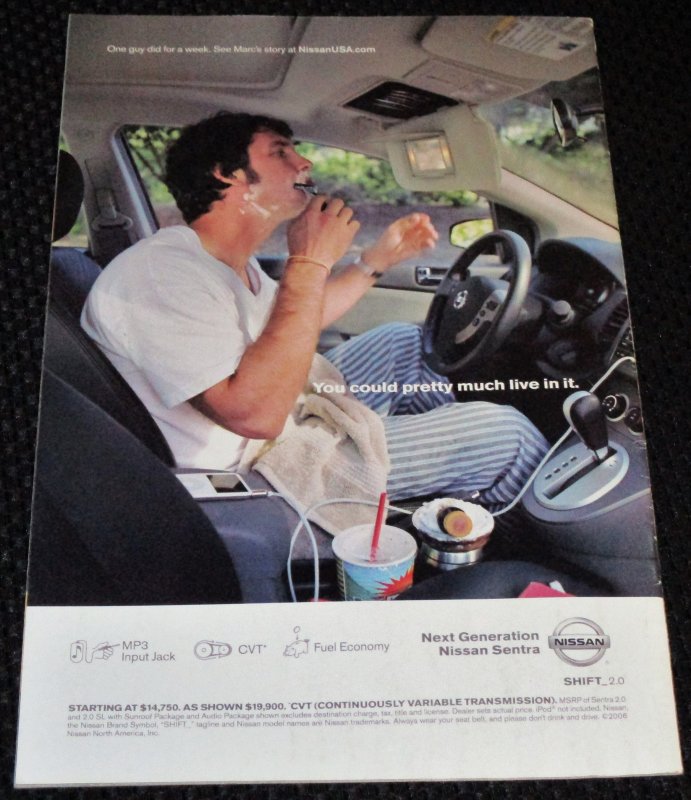 One guy did for a week. See Marc's story at NissanUSA.com
You could pretty much live in it.
MP3
Input Jack
CVT*
Fuel Economy
Next Generation
Nissan Sentra
NISSAN
SHIFT_2.0
STARTING AT $14,750. AS SHOWN $19,900. *CVT (CONTINUOUSLY VARIABLE TRANSMISSION). MSRP of Sentra 2.0
and 2.0 SL with Sunroof Package and Audio Package shown excludes destination charge, tax, title and license. Dealer sets actual price. iPod® not included. Nissan,
the Nissan Brand Symbol, "SHIFT_" tagline and Nissan model names are Nissan trademarks. Always wear your seat belt, and please don't drink and drive. ©2006
Nissan North America, Inc.